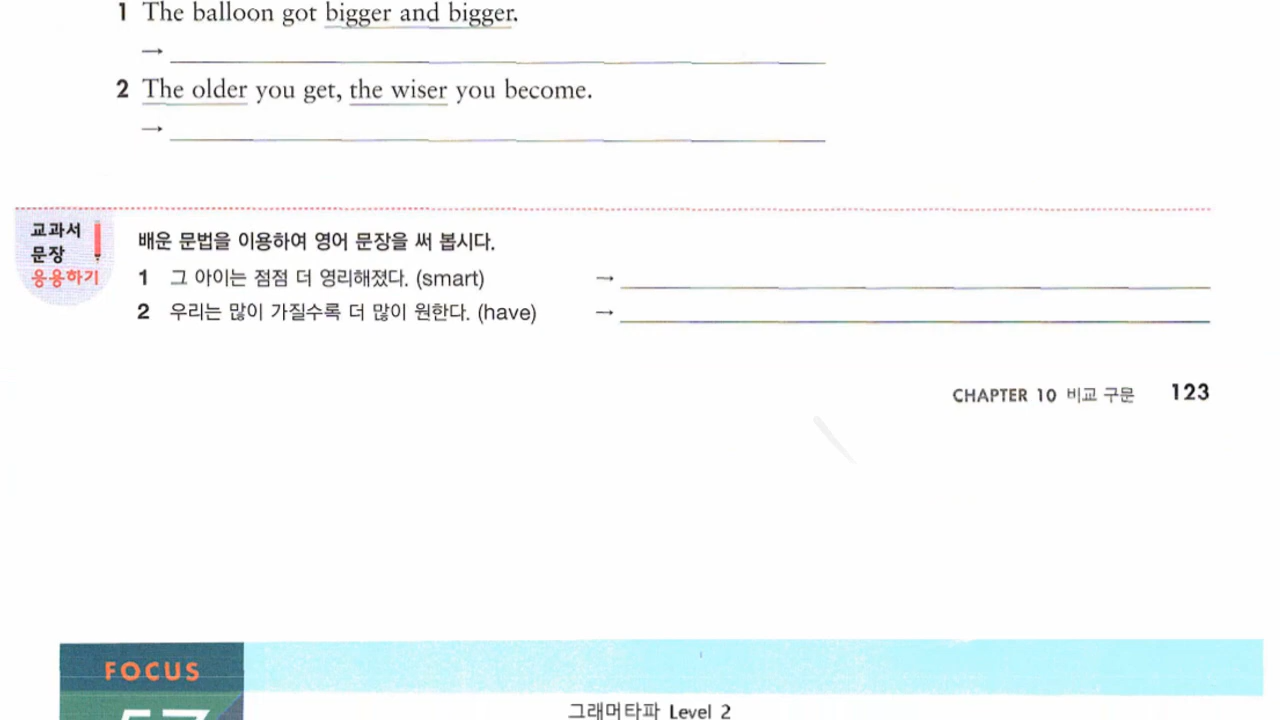 1 The balloon got bigger and bigger.
→
2 The older you get, the wiser you become.
→
교과서
문장
응용하기
배운 문법을 이용하여 영어 문장을 써 봅시다.
1 그 아이는 점점 더 영리해졌다. (smart) →
2 우리는 많이 가질수록 더 많이 원한다. (have) →
CHAPTER 10 비교 구문 123
FOCUS
그래머타파 Level 2